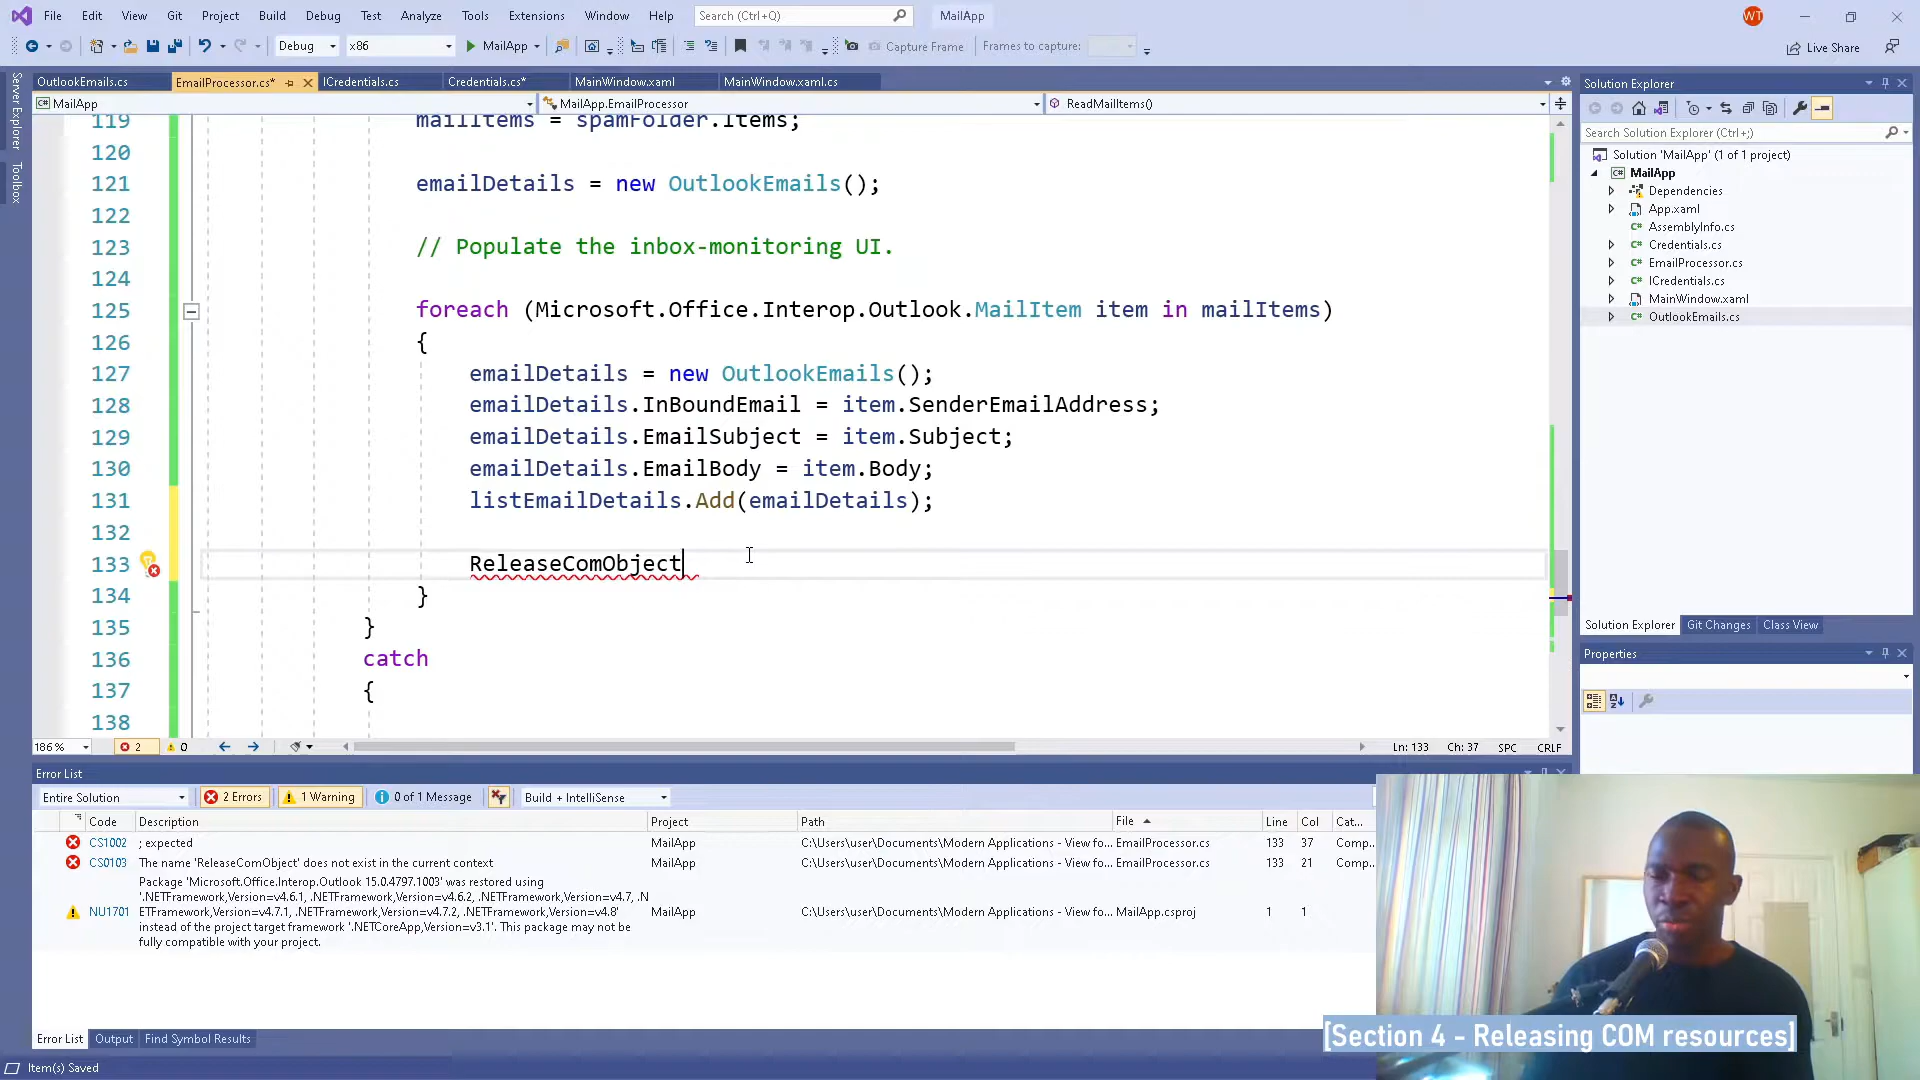 File Edit View Git Project Build Debug Test Analyze Tools Extensions Window Help Search (Ctrl+Q) MailApp WT
Debug x86 MailApp Capture Frame Frames to capture: Live Share
OutlookEmails.cs EmailProcessor.cs* ICredentials.cs Credentials.cs* MainWindow.xaml MainWindow.xaml.cs
MailApp MailApp.EmailProcessor ReadMailItems()
Server Explorer
Toolbox
119 mailItems = spamFolder.Items;
120
121 emailDetails = new OutlookEmails();
122
123 // Populate the inbox-monitoring UI.
124
125 foreach (Microsoft.Office.Interop.Outlook.MailItem item in mailItems)
126 {
127 emailDetails = new OutlookEmails();
128 emailDetails.InBoundEmail = item.SenderEmailAddress;
129 emailDetails.EmailSubject = item.Subject;
130 emailDetails.EmailBody = item.Body;
131 listEmailDetails.Add(emailDetails);
132
133 ReleaseComObject
134 }
135 }
136 catch
137 {
138
186 % 2 0 Ln: 133 Ch: 37 SPC CRLF
Solution Explorer
Search Solution Explorer (Ctrl+;)
Solution 'MailApp' (1 of 1 project)
MailApp
Dependencies
App.xaml
AssemblyInfo.cs
Credentials.cs
EmailProcessor.cs
ICredentials.cs
MainWindow.xaml
OutlookEmails.cs
Solution Explorer Git Changes Class View
Properties
Error List
Entire Solution 2 Errors 1 Warning 0 of 1 Message Build + IntelliSense
Code Description Project Path File Line Col Cat...
CS1002 ; expected MailApp C:\Users\user\Documents\Modern Applications - View fo... EmailProcessor.cs 133 37 Comp...
CS0103 The name 'ReleaseComObject' does not exist in the current context MailApp C:\Users\user\Documents\Modern Applications - View fo... EmailProcessor.cs 133 21 Comp...
Package 'Microsoft.Office.Interop.Outlook 15.0.4797.1003' was restored using
'.NETFramework,Version=v4.6.1, .NETFramework,Version=v4.6.2, .NETFramework,Version=v4.7, .N
NU1701 ETFramework,Version=v4.7.1, .NETFramework,Version=v4.7.2, .NETFramework,Version=v4.8' MailApp C:\Users\user\Documents\Modern Applications - View fo... MailApp.csproj 1 1
instead of the project target framework '.NETCoreApp,Version=v3.1'. This package may not be
fully compatible with your project.
Error List Output Find Symbol Results
[Section 4 - Releasing COM resources]
Item(s) Saved